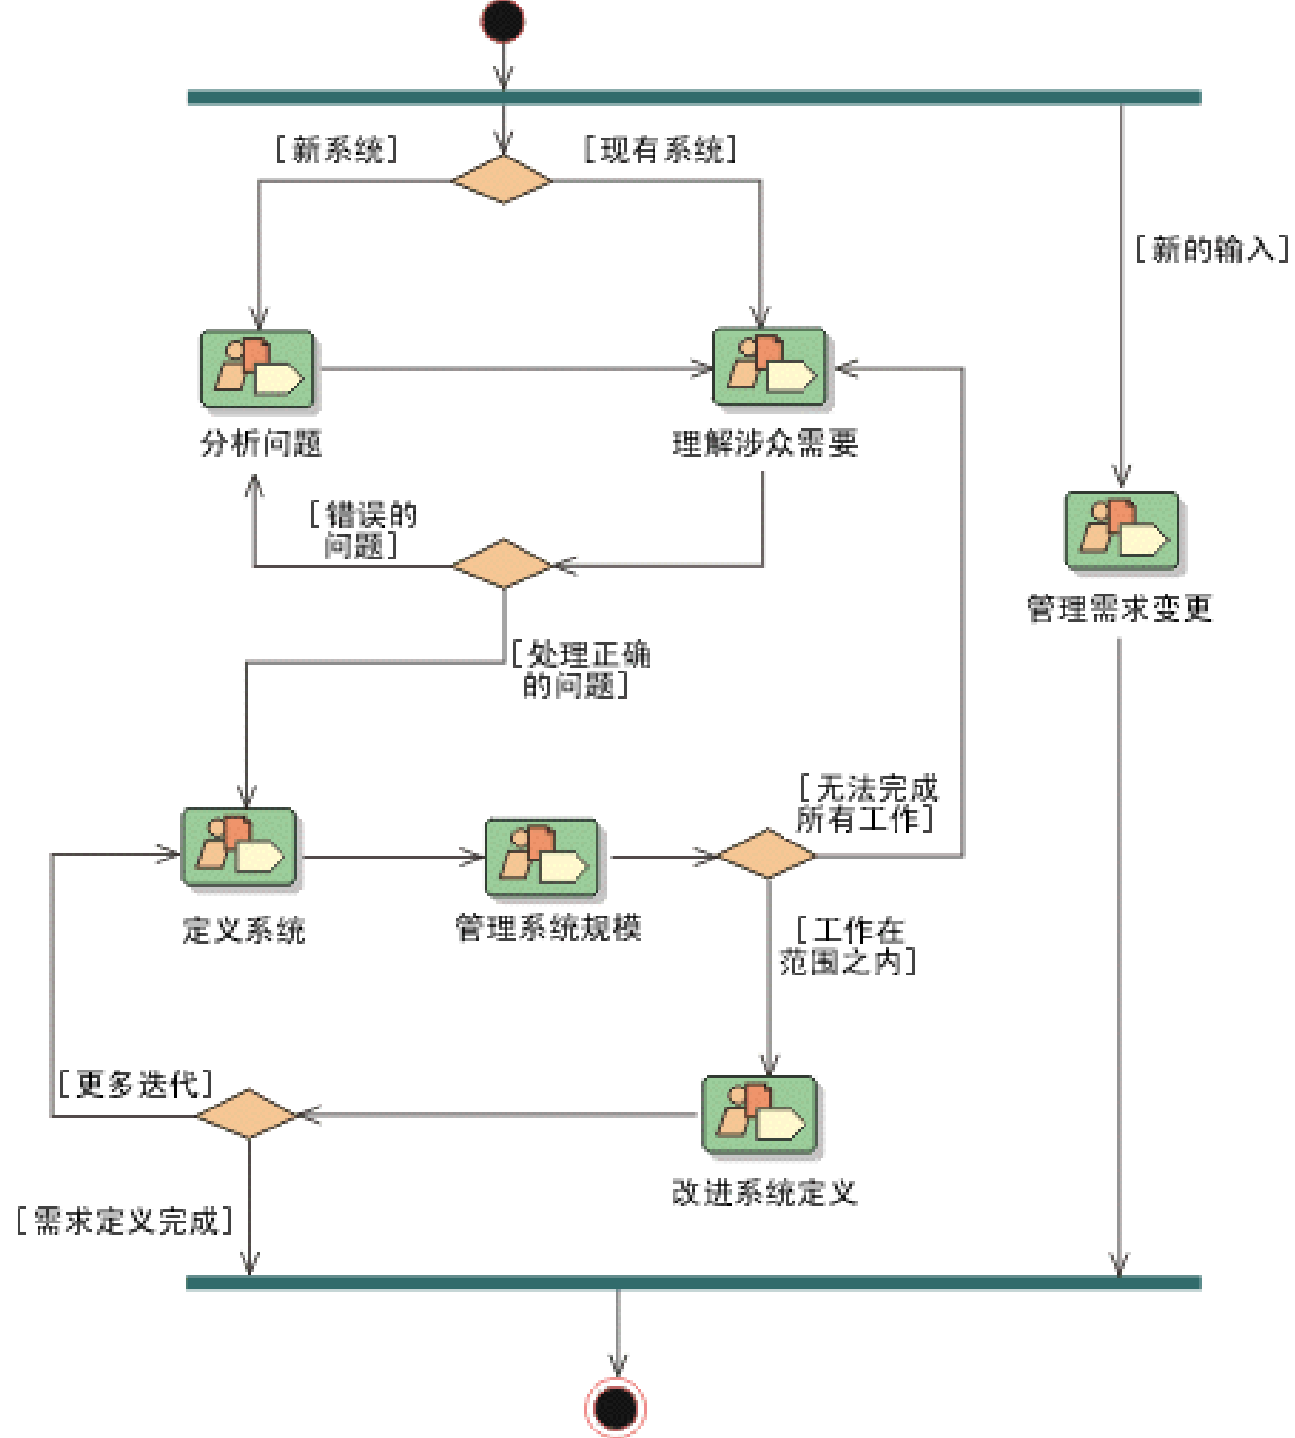 [新系统]
[现有系统]
[新的输入]
分析问题
理解涉众需要
[错误的
问题]
管理需求变更
[处理正确
的问题]
[无法完成
所有工作]
定义系统
管理系统规模
[工作在
范围之内]
[更多迭代]
改进系统定义
[需求定义完成]